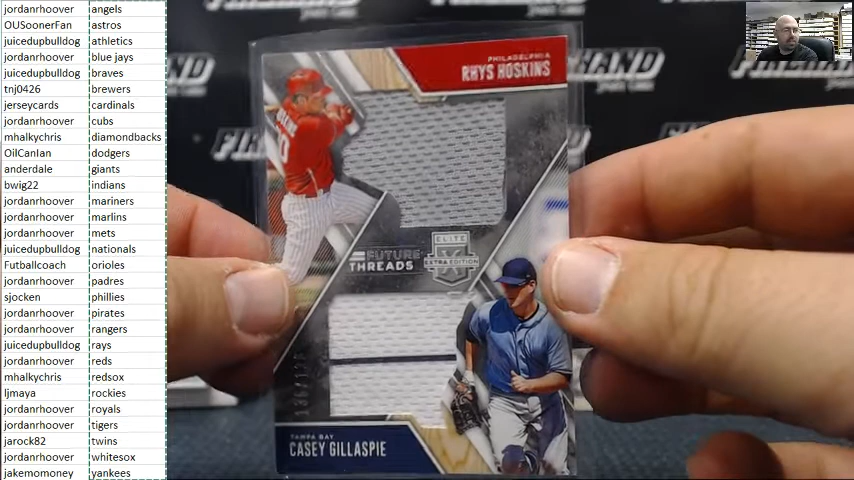 jordanrhoover angels
OUSoonerFan astros
juicedupbulldog athletics
jordanrhoover blue jays
juicedupbulldog braves
tnj0426 brewers
jerseycards cardinals
jordanrhoover cubs
mhalkychris diamondbacks
OilCanIan dodgers
anderdale giants
bwig22 indians
jordanrhoover mariners
jordanrhoover marlins
jordanrhoover mets
juicedupbulldog nationals
Futballcoach orioles
jordanrhoover padres
sjocken phillies
jordanrhoover pirates
jordanrhoover rangers
juicedupbulldog rays
jordanrhoover reds
mhalkychris redsox
ljmaya rockies
jordanrhoover royals
jordanrhoover tigers
jarock82 twins
jordanrhoover whitesox
jakemomoney yankees
PHILADELPHIA
RHYS HOSKINS
FUTURE
THREADS
ELITE
EXTRA EDITION
TAMPA BAY
CASEY GILLASPIE